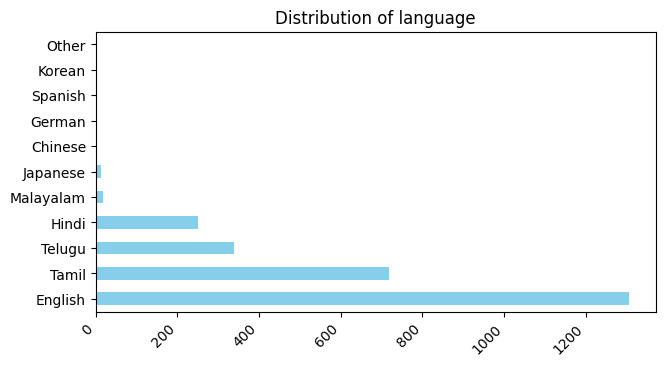 Distribution of language
Other
Korean
Spanish
German
Chinese
Japanese
Malayalam
Hindi
Telugu
Tamil
English
0 200 400 600 800 1000 1200